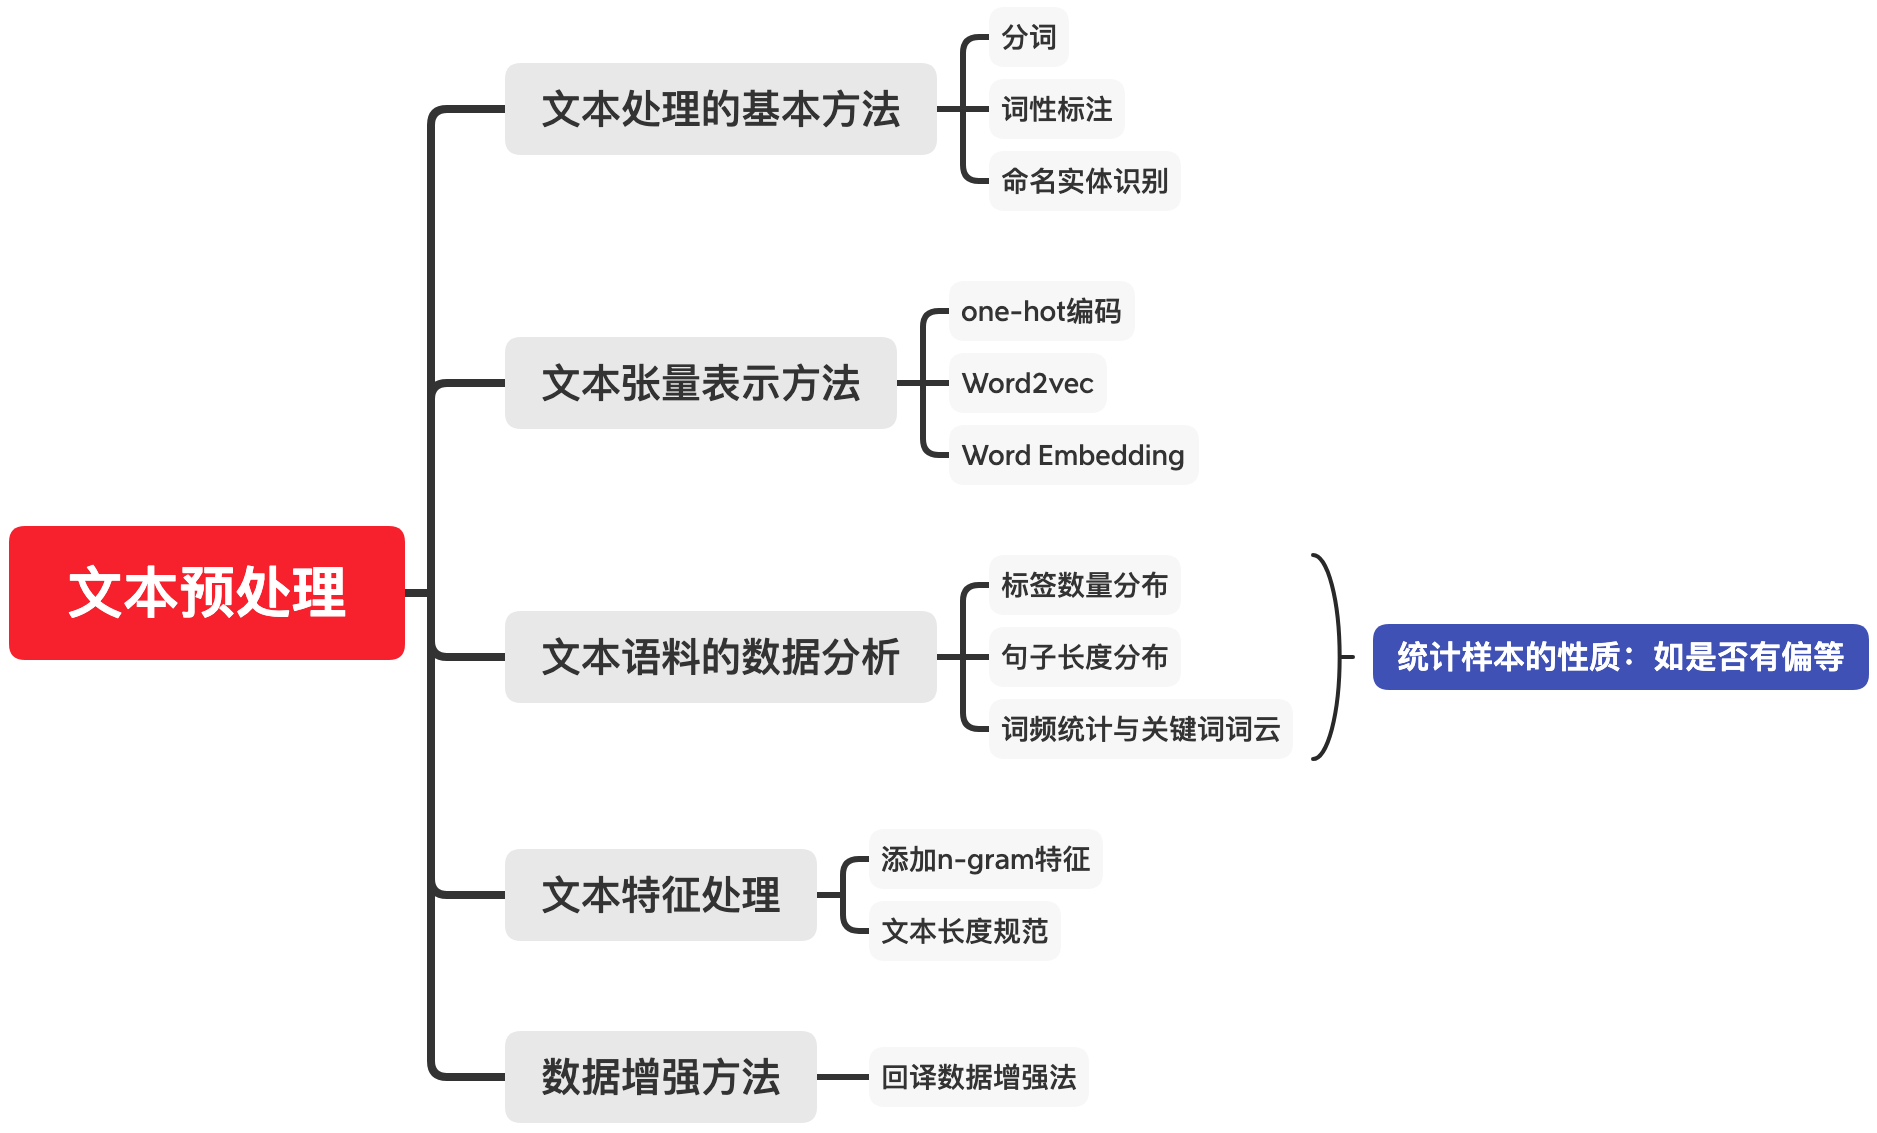 文本预处理
文本处理的基本方法
分词
词性标注
命名实体识别
文本张量表示方法
one-hot编码
Word2vec
Word Embedding
文本语料的数据分析
标签数量分布
句子长度分布
词频统计与关键词词云
统计样本的性质：如是否有偏等
文本特征处理
添加n-gram特征
文本长度规范
数据增强方法
回译数据增强法